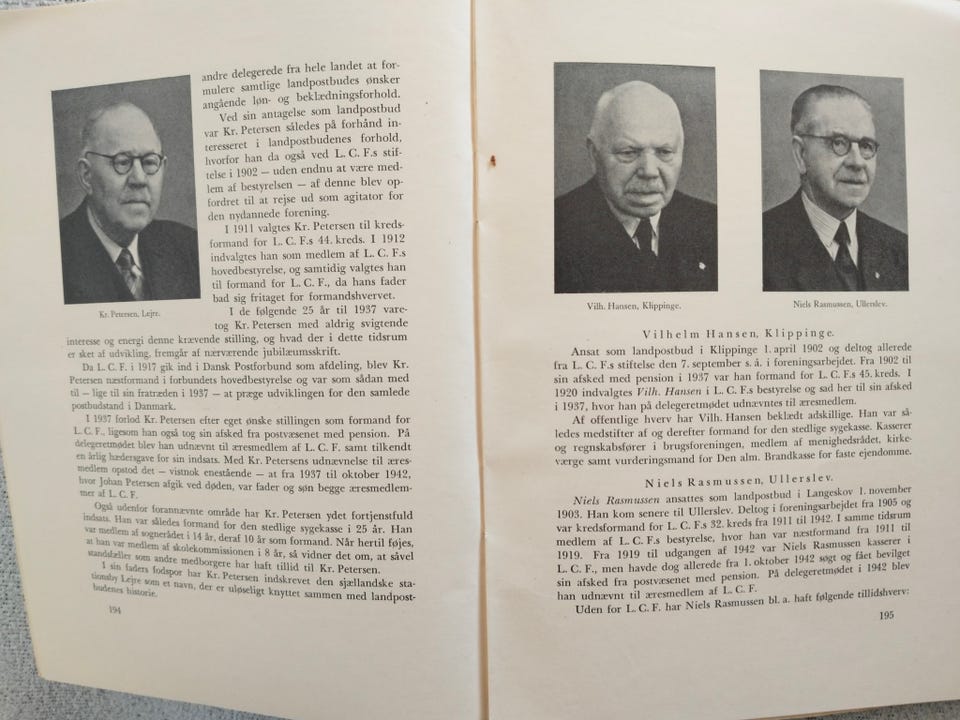 andre delegerede fra hele landet at for-
mulere samtlige landpostbudes ønsker
angående løn- og beklædningsforhold.
Ved sin antagelse som landpostbud
var Kr. Petersen således på forhånd in-
teresseret i landpostbudenes forhold,
hvorfor han da også ved L. C. F.s stif-
telse i 1902 — uden endnu at være med-
lem af bestyrelsen — af denne blev op-
fordret til at rejse ud som agitator for
den nydannede forening.
I 1911 valgtes Kr. Petersen til kreds-
formand for L. C. F.s 44. kreds. I 1912
indvalgtes han som medlem af L. C. F.s
hovedbestyrelse, og samtidig valgtes han
til formand for L. C. F., da hans fader
bad sig fritaget for formandshvervet.
I de følgende 25 år til 1937 vare-
tog Kr. Petersen med aldrig svigtende
Kr. Petersen, Lejre.
interesse og energi denne krævende stilling, og hvad der i dette tidsrum
er sket af udvikling, fremgår af nærværende jubilæumsskrift.
Da L. C. F. i 1917 gik ind i Dansk Postforbund som afdeling, blev Kr.
Petersen næstformand i forbundets hovedbestyrelse og var som sådan med
til — lige til sin fratræden i 1937 — at præge udviklingen for den samlede
postbudstand i Danmark.
I 1937 forlod Kr. Petersen efter eget ønske stillingen som formand for
L. C. F., ligesom han også tog sin afsked fra postvæsenet med pension. På
delegeretmødet blev han udnævnt til æresmedlem af L. C. F. samt tilkendt
en årlig hædersgave for sin indsats. Med Kr. Petersens udnævnelse til æres-
medlem opstod det — vistnok enestående — at fra 1937 til oktober 1942,
hvor Johan Petersen afgik ved døden, var fader og søn begge æresmedlem-
mer af L. C. F.
Også udenfor forannævnte område har Kr. Petersen ydet fortjenstfuld
indsats. Han var således formand for den stedlige sygekasse i 25 år. Han
var medlem af sognerådet i 14 år, deraf 10 år som formand. Når hertil føjes,
at han var medlem af skolekommissionen i 8 år, så vidner det om, at såvel
standsfæller som andre medborgere har haft tillid til Kr. Petersen.
I sin faders fodspor har Kr. Petersen indskrevet den sjællandske sta-
tionsby Lejre som et navn, der er uløseligt knyttet sammen med landpost-
budenes historie.
194
Vilh. Hansen, Klippinge.
Niels Rasmussen, Ullerslev.
Vilhelm Hansen, Klippinge.
Ansat som landpostbud i Klippinge 1. april 1902 og deltog allerede
fra L. C. F.s stiftelse den 7. september s. å. i foreningsarbejdet. Fra 1902 til
sin afsked med pension i 1937 var han formand for L. C. F.s 45. kreds. I
1920 indvalgtes Vilh. Hansen i L. C. F.s bestyrelse og sad her til sin afsked
i 1937, hvor han på delegeretmødet udnævntes til æresmedlem.
Af offentlige hverv har Vilh. Hansen beklædt adskillige. Han var så-
ledes medstifter af og derefter formand for den stedlige sygekasse. Kasserer
og regnskabsfører i brugsforeningen, medlem af menighedsrådet, kirke-
værge samt vurderingsmand for Den alm. Brandkasse for faste ejendomme.
Niels Rasmussen, Ullerslev.
Niels Rasmussen ansattes som landpostbud i Langeskov 1. november
1903. Han kom senere til Ullerslev. Deltog i foreningsarbejdet fra 1905 og
var kredsformand for L. C. F.s 32. kreds fra 1911 til 1942. I samme tidsrum
medlem af L. C. F.s bestyrelse, hvor han var næstformand fra 1911 til
1919. Fra 1919 til udgangen af 1942 var Niels Rasmussen kasserer i
L. C. F., men havde dog allerede fra 1. oktober 1942 søgt og fået bevilget
sin afsked fra postvæsenet med pension. På delegeretmødet i 1942 blev
han udnævnt til æresmedlem af L. C. F.
Uden for L. C. F. har Niels Rasmussen bl. a. haft følgende tillidshverv:
195